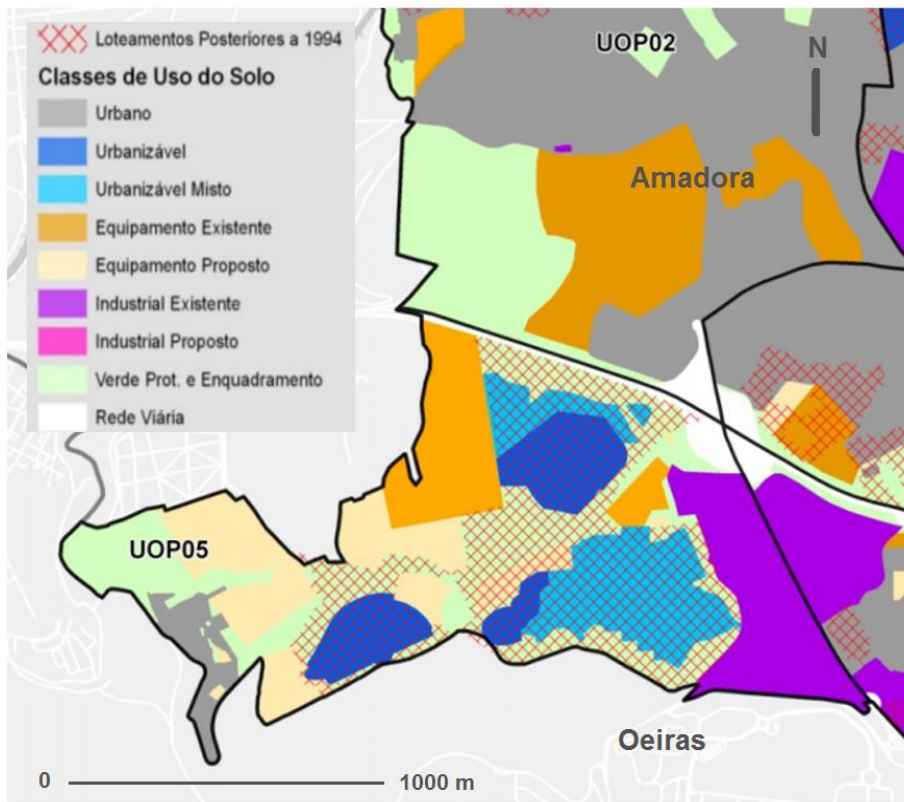 Loteamentos Posteriores a 1994
Classes de Uso do Solo
Urbano
Urbanizável
Urbanizável Misto
Equipamento Existente
Equipamento Proposto
Industrial Existente
Industrial Proposto
Verde Prot. e Enquadramento
Rede Viária
UOP02
N
Amadora
UOP05
Oeiras
0 1000 m